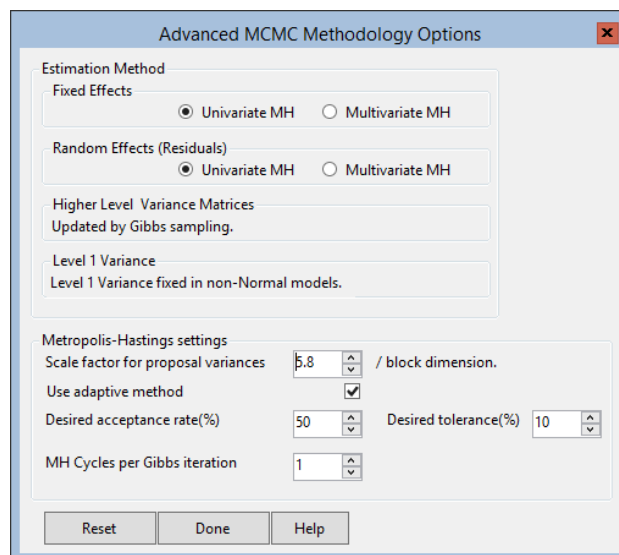 Advanced MCMC Methodology Options
Estimation Method
Fixed Effects
Univariate MH Multivariate MH
Random Effects (Residuals)
Univariate MH Multivariate MH
Higher Level Variance Matrices
Updated by Gibbs sampling.
Level 1 Variance
Level 1 Variance fixed in non-Normal models.
Metropolis-Hastings settings
Scale factor for proposal variances 5.8 / block dimension.
Use adaptive method
Desired acceptance rate(%) 50 Desired tolerance(%) 10
MH Cycles per Gibbs iteration 1
Reset Done Help